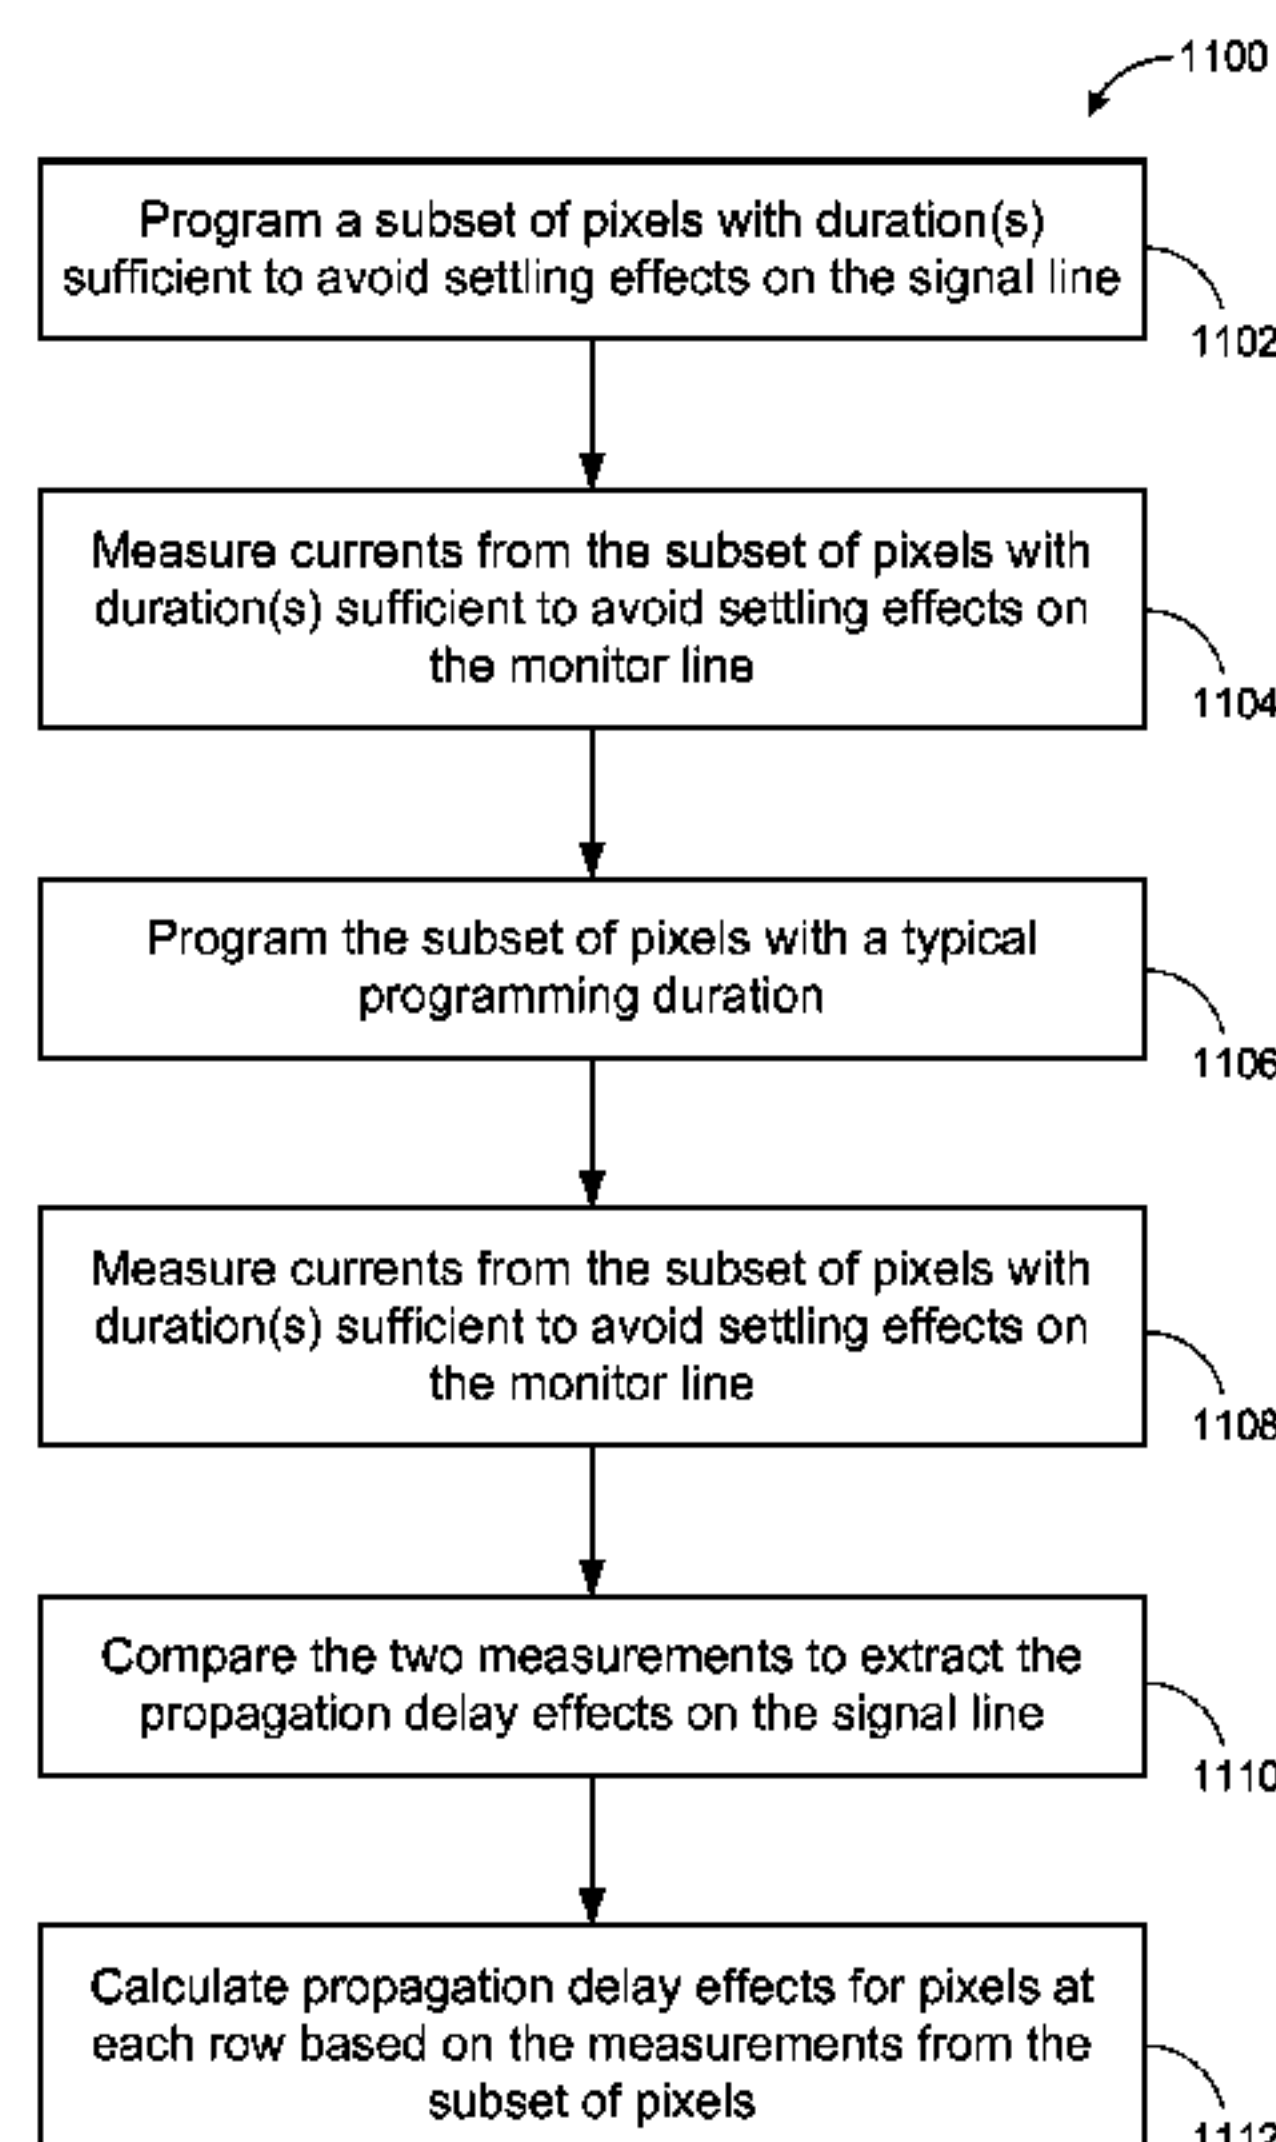 1100
Program a subset of pixels with duration(s)
sufficient to avoid settling effects on the signal line
1102
Measure currents from the subset of pixels with
duration(s) sufficient to avoid settling effects on
the monitor line
1104
Program the subset of pixels with a typical
programming duration
1106
Measure currents from the subset of pixels with
duration(s) sufficient to avoid settling effects on
the monitor line
1108
Compare the two measurements to extract the
propagation delay effects on the signal line
1110
Calculate propagation delay effects for pixels at
each row based on the measurements from the
subset of pixels
1112